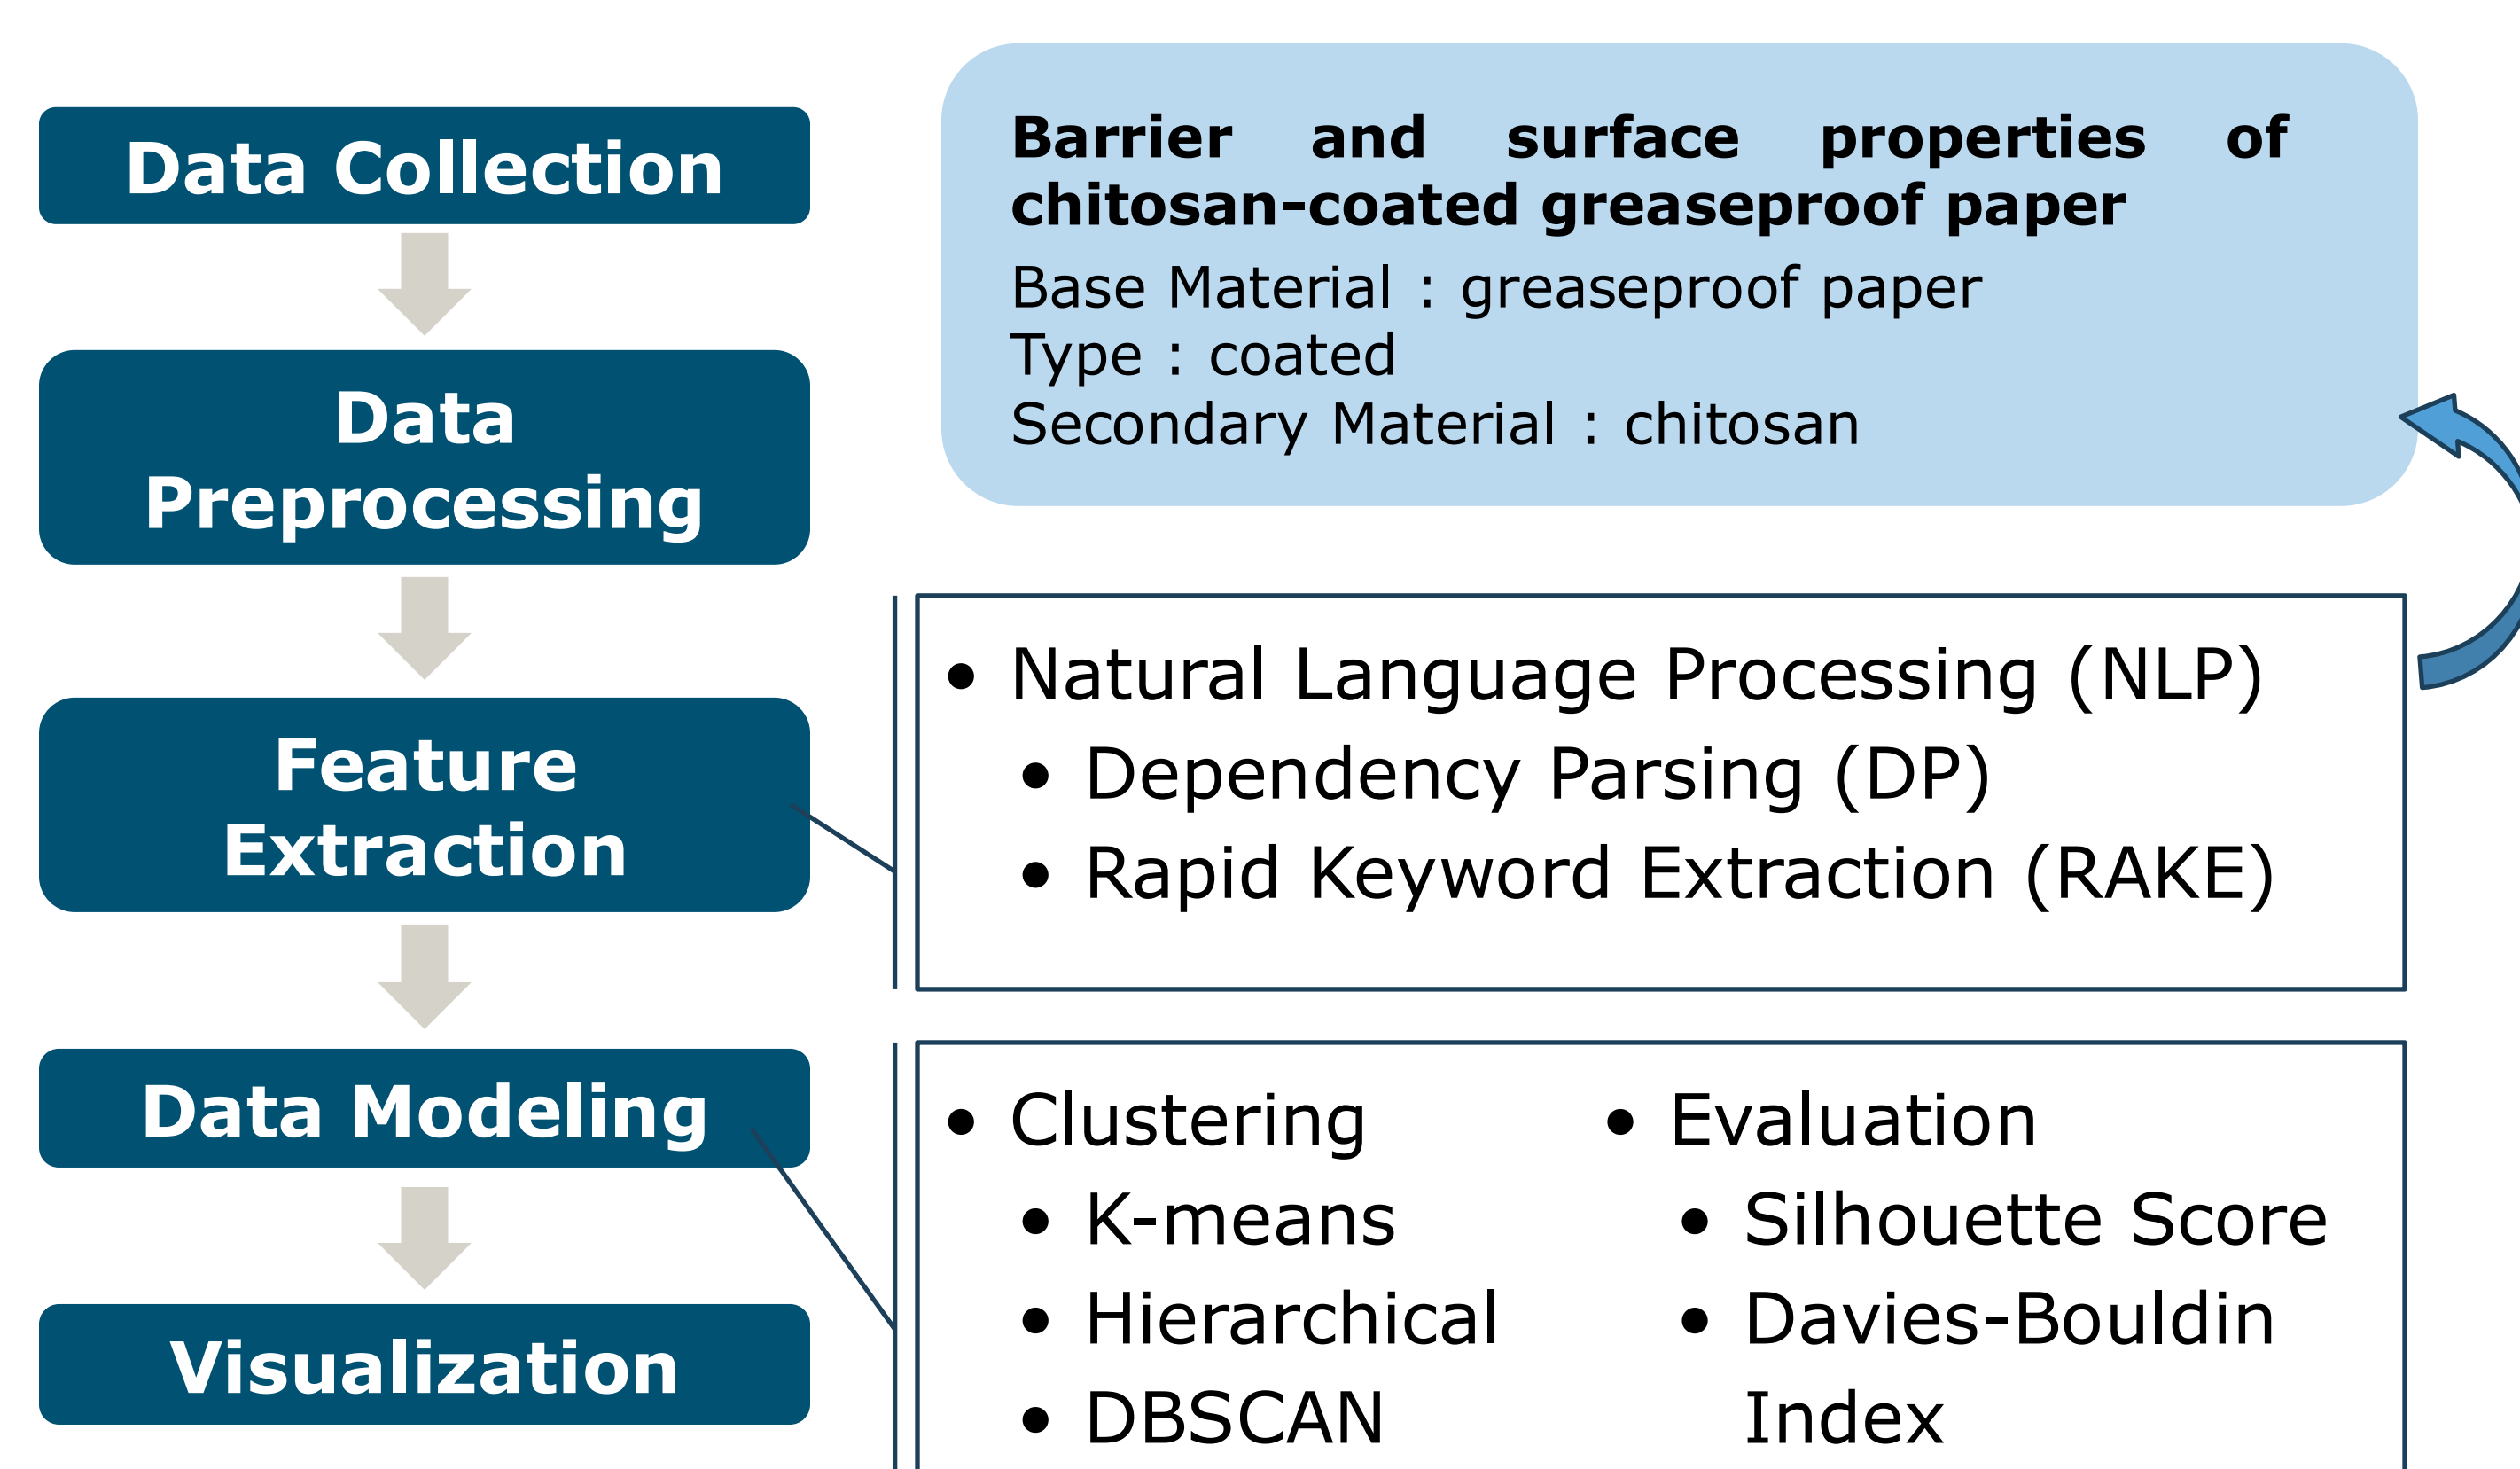 Data Collection
Data
Preprocessing
Feature
Extraction
Data Modeling
Visualization
Barrier and surface properties of
chitosan-coated greaseproof paper
Base Material : greaseproof paper
Type : coated
Secondary Material : chitosan
• Natural Language Processing (NLP)
• Dependency Parsing (DP)
• Rapid Keyword Extraction (RAKE)
• Clustering
• K-means
• Hierarchical
• DBSCAN
• Evaluation
• Silhouette Score
• Davies-Bouldin
Index